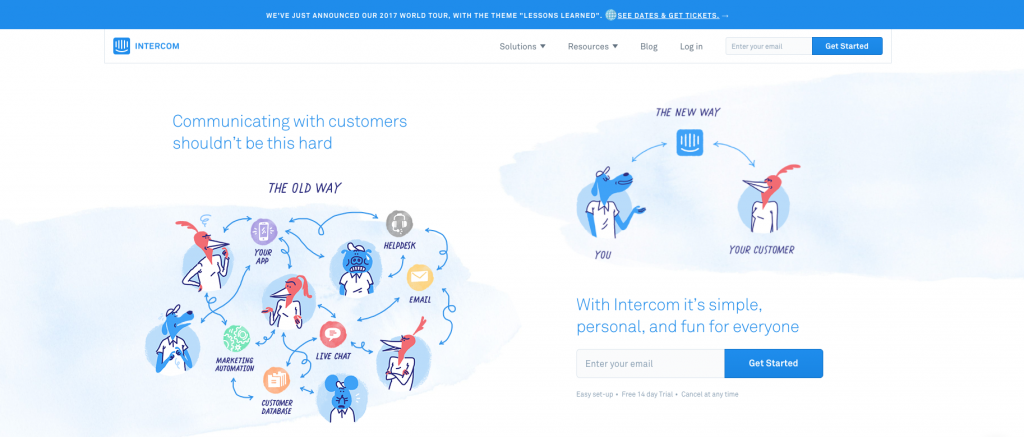 WE'VE JUST ANNOUNCED OUR 2017 WORLD TOUR, WITH THE THEME "LESSONS LEARNED". SEE DATES & GET TICKETS. →
INTERCOM
Solutions
Resources
Blog
Log in
Enter your email
Get Started
Communicating with customers
shouldn't be this hard
THE OLD WAY
YOUR
APP
HELPDESK
EMAIL
MARKETING
AUTOMATION
LIVE CHAT
CUSTOMER
DATABASE
THE NEW WAY
YOU
YOUR CUSTOMER
With Intercom it's simple,
personal, and fun for everyone
Enter your email
Get Started
Easy set-up • Free 14 day Trial • Cancel at any time